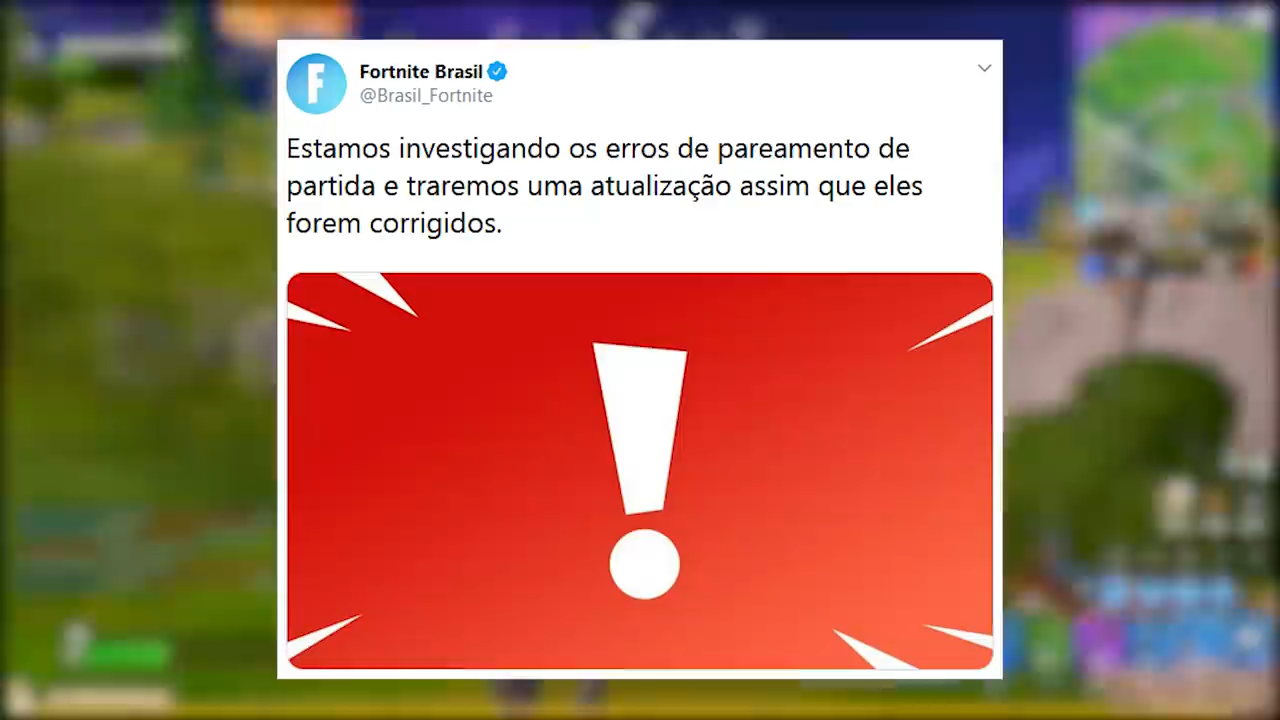 Fortnite Brasil
@Brasil_Fortnite
Estamos investigando os erros de pareamento de
partida e traremos uma atualização assim que eles
forem corrigidos.